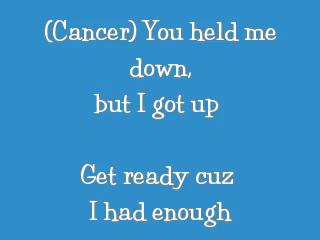 (Cancer) You held me
down,
but I got up
Get ready cuz
I had enough